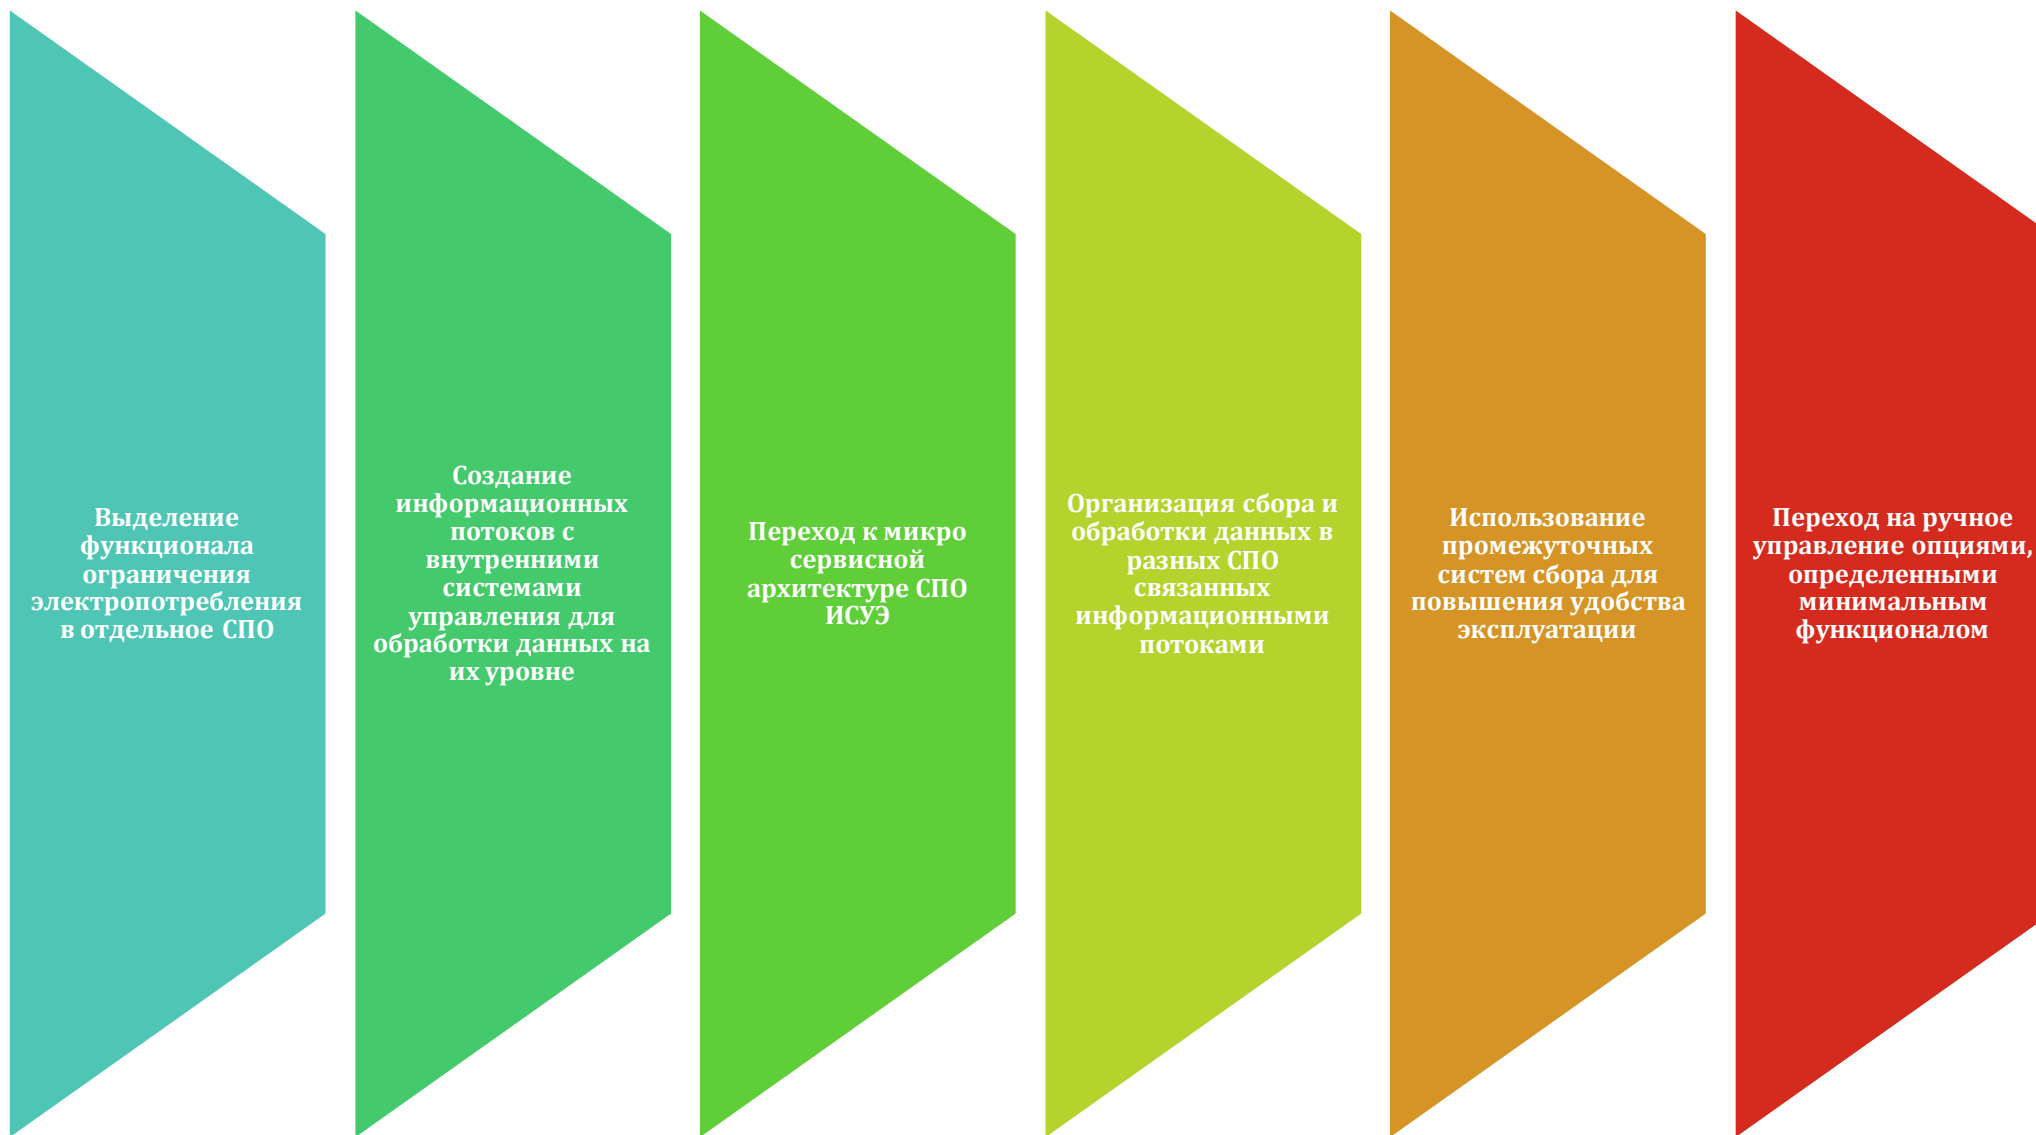 Выделение
функционала
ограничения
электропотребления
в отдельное СПО
Создание
информационных
потоков с
внутренними
системами
управления для
обработки данных на
их уровне
Переход к микро
сервисной
архитектуре СПО
ИСУЭ
Организация сбора и
обработки данных в
разных СПО
связанных
информационными
потоками
Использование
промежуточных
систем сбора для
повышения удобства
эксплуатации
Переход на ручное
управление опциями,
определенными
минимальным
функционалом